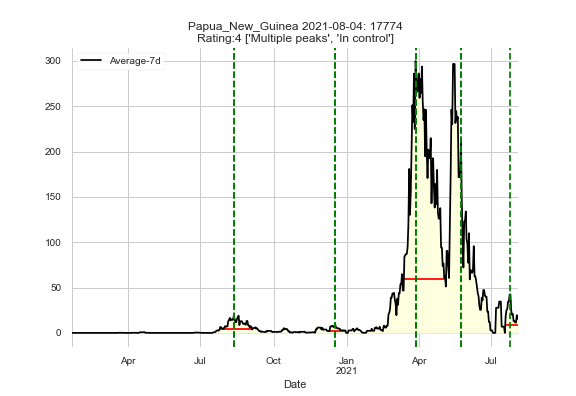 Papua_New_Guinea 2021-08-04: 17774
Rating:4 ['Multiple peaks', 'In control']
Average-7d
300
250
200
150
100
50
0
Apr Jul Oct Jan Apr Jul
2021
Date